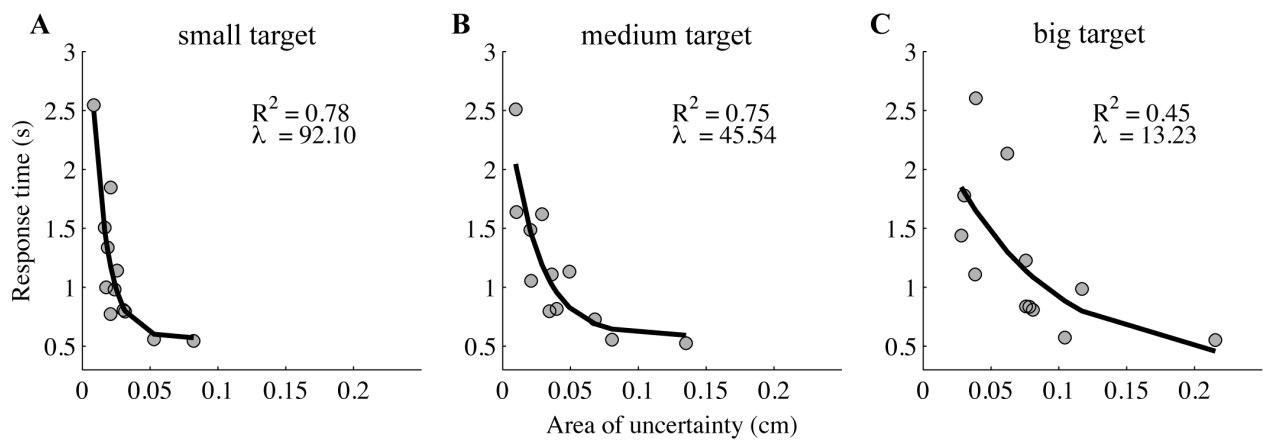 A small target
B medium target
C big target
Response time (s)
3
2.5
2
1.5
1
0.5
0 0.05 0.1 0.15 0.2
R² = 0.78
λ = 92.10
3
2.5
2
1.5
1
0.5
0 0.05 0.1 0.15 0.2
R² = 0.75
λ = 45.54
3
2.5
2
1.5
1
0.5
0 0.05 0.1 0.15 0.2
R² = 0.45
λ = 13.23
Area of uncertainty (cm)